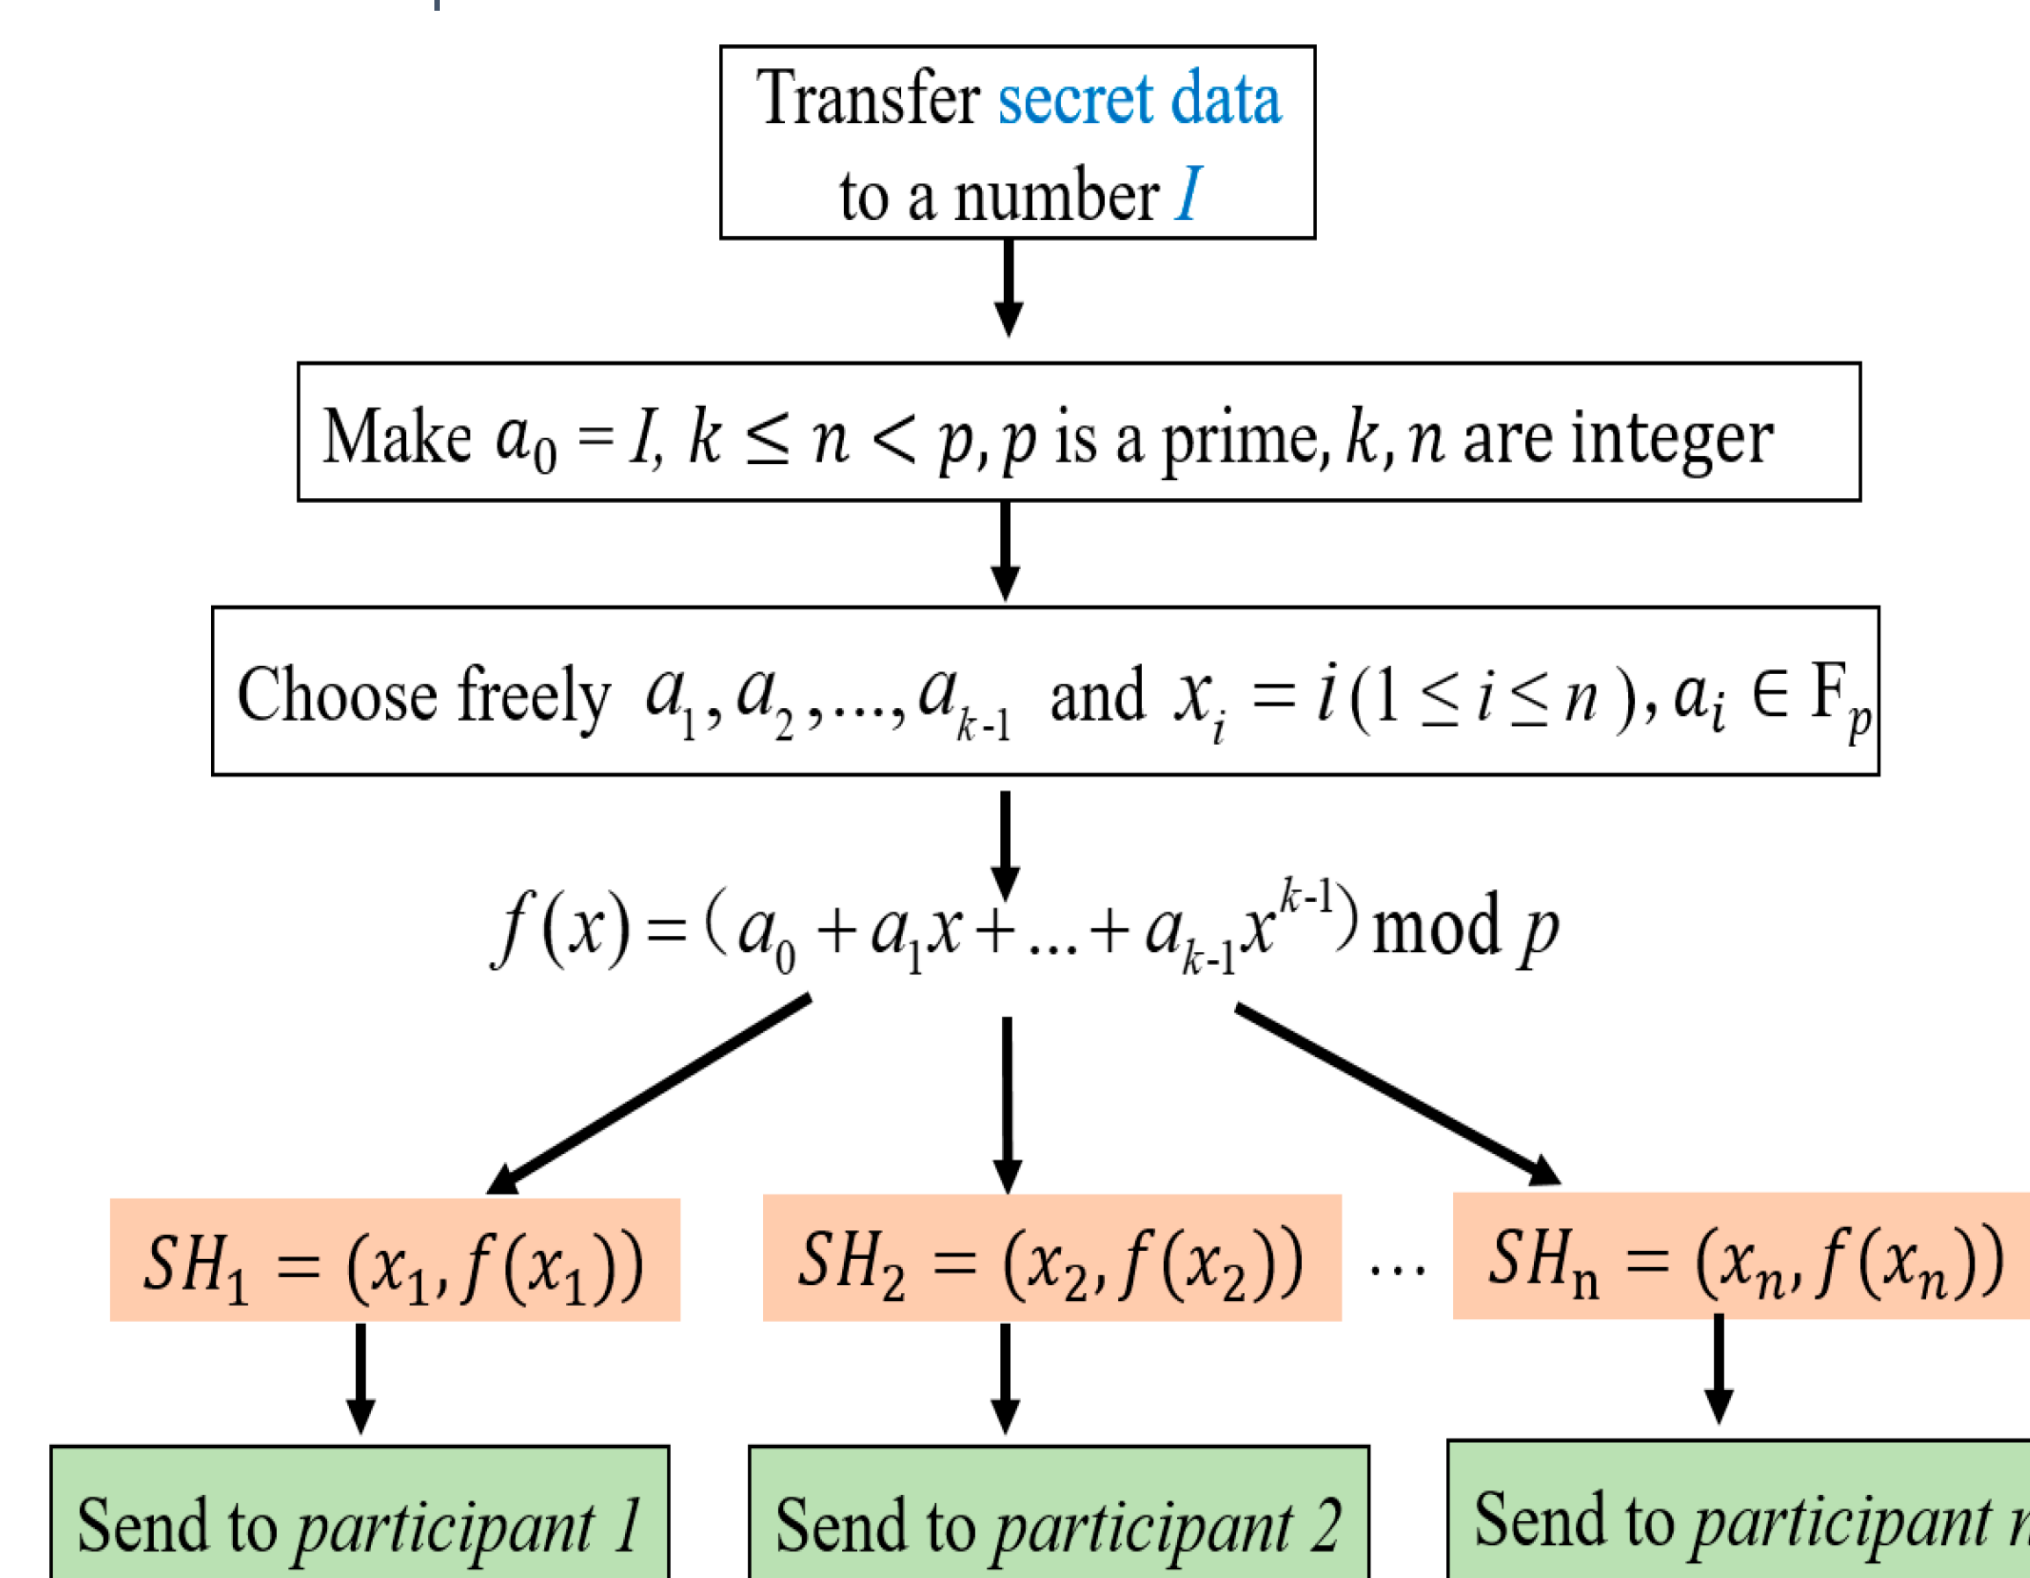 Transfer secret data
to a number I
Make a₀ = I, k ≤ n < p, p is a prime, k, n are integer
Choose freely a₁, a₂ ,..., aₖ₋₁ and xᵢ = i (1 ≤ i ≤ n ), aᵢ ∈ Fₚ
f(x) = (a₀ + a₁x + ... + aₖ₋₁xᵏ⁻¹) mod p
SH₁ = (x₁, f(x₁)) SH₂ = (x₂, f(x₂)) ··· SHₙ = (xₙ, f(xₙ))
Send to participant 1 Send to participant 2 Send to participant n